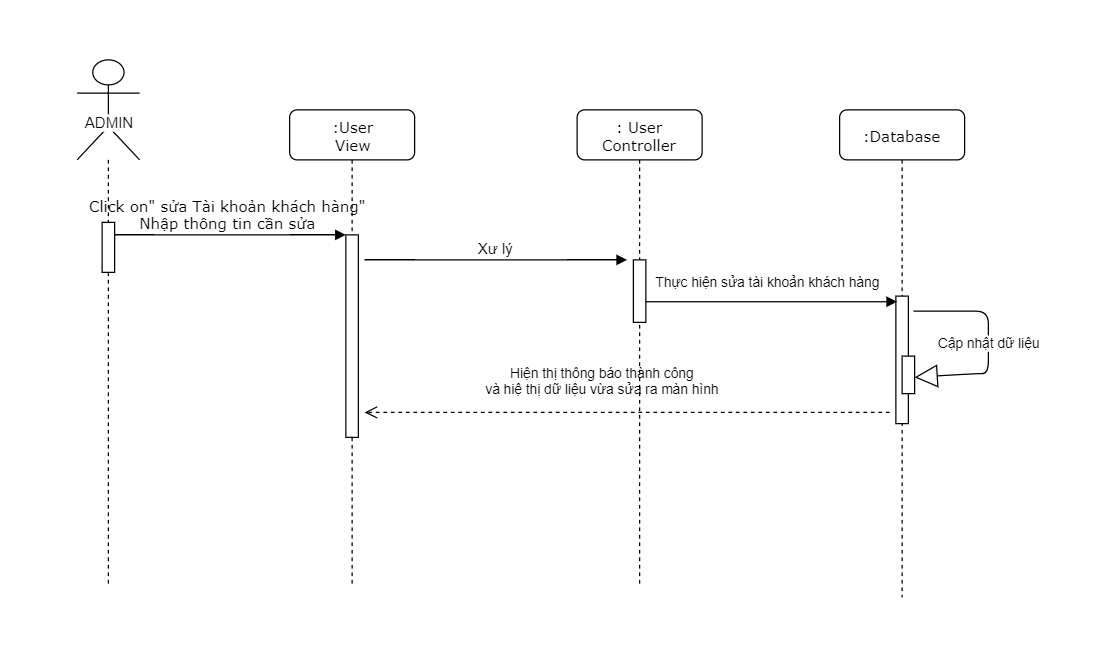 ADMIN
:User
View
: User
Controller
:Database
Click on" sửa Tài khoản khách hàng"
Nhập thông tin cần sửa
Xư lý
Thực hiện sửa tài khoản khách hàng
Cập nhật dữ liệu
Hiện thị thông báo thành công
và hiệ thị dữ liệu vừa sửa ra màn hình